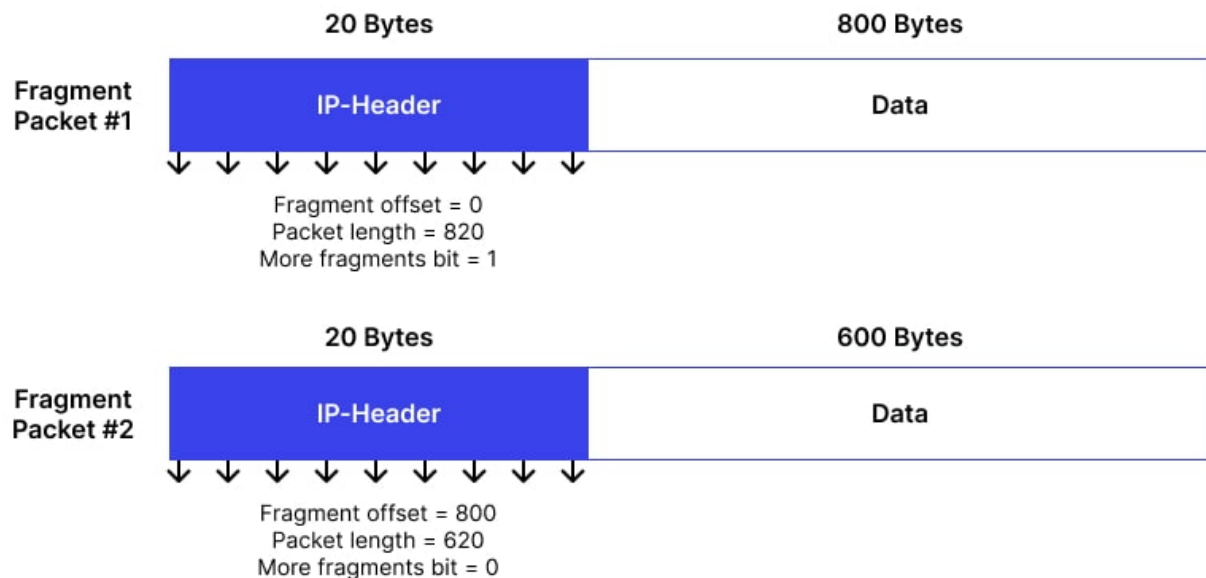 20 Bytes
800 Bytes
Fragment
Packet #1
IP-Header
Data
Fragment offset = 0
Packet length = 820
More fragments bit = 1
20 Bytes
600 Bytes
Fragment
Packet #2
IP-Header
Data
Fragment offset = 800
Packet length = 620
More fragments bit = 0